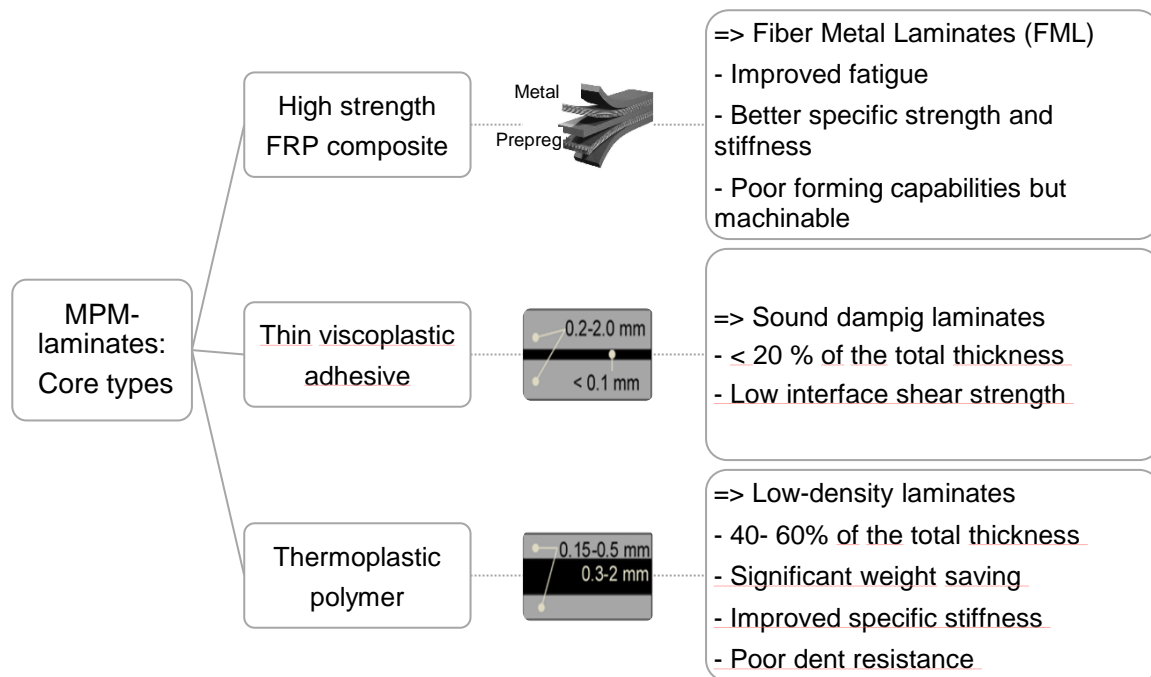 MPM-
laminates:
Core types
High strength
FRP composite
Metal
Prepreg
=> Fiber Metal Laminates (FML)
- Improved fatigue
- Better specific strength and
stiffness
- Poor forming capabilities but
machinable
Thin viscoplastic
adhesive
0.2-2.0 mm
< 0.1 mm
=> Sound dampig laminates
- < 20 % of the total thickness
- Low interface shear strength
Thermoplastic
polymer
0.15-0.5 mm
0.3-2 mm
=> Low-density laminates
- 40- 60% of the total thickness
- Significant weight saving
- Improved specific stiffness
- Poor dent resistance